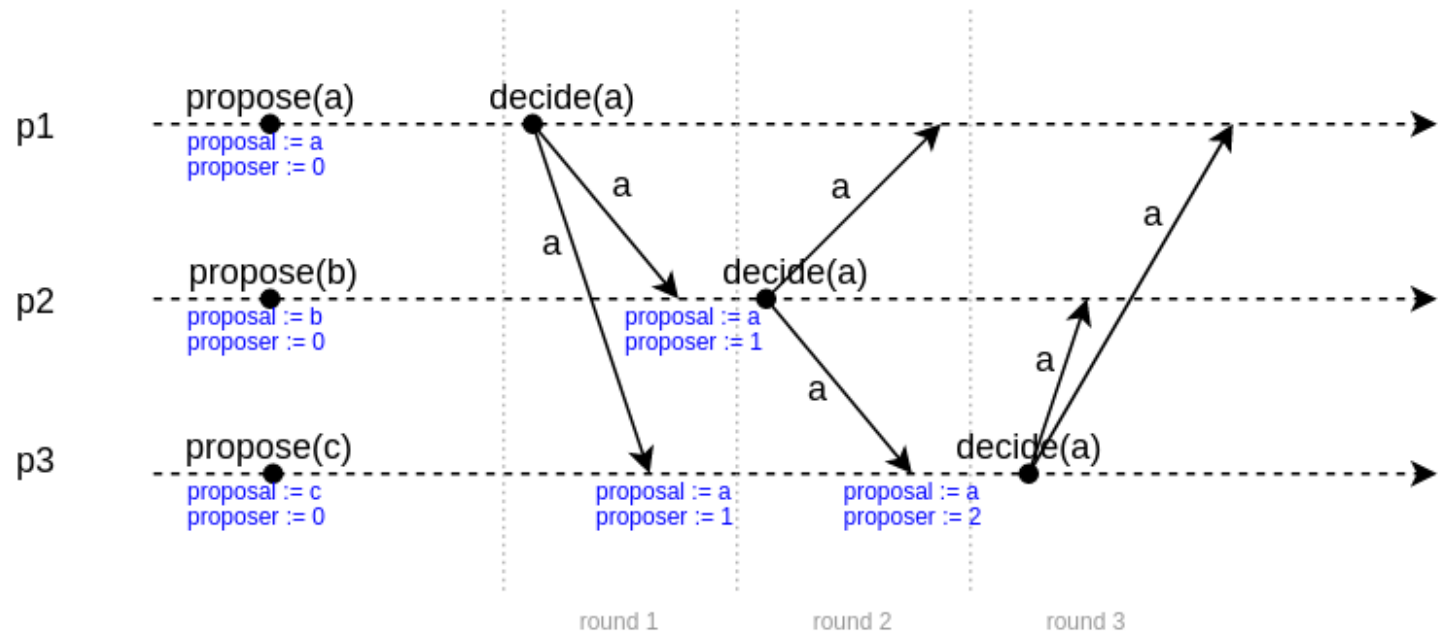 propose(a)
decide(a)
p1
proposal := a
proposer := 0
a
a
a
a
propose(b)
decide(a)
p2
proposal := b
proposer := 0
proposal := a
proposer := 1
a
a
propose(c)
decide(a)
p3
proposal := c
proposer := 0
proposal := a
proposer := 1
proposal := a
proposer := 2
round 1
round 2
round 3